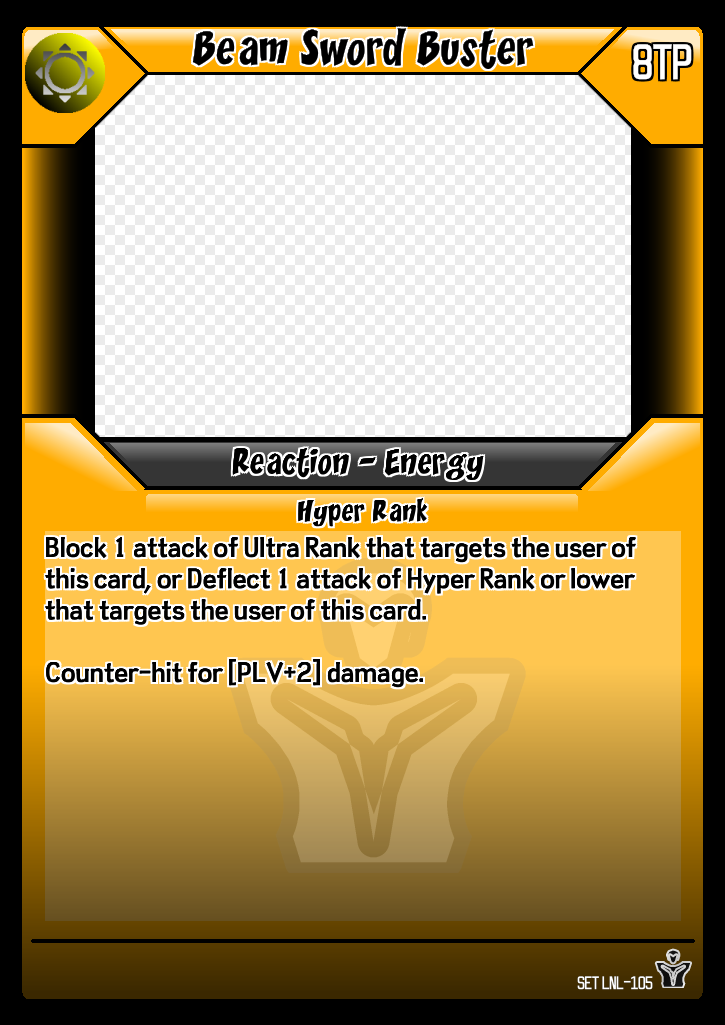 Beam Sword Buster
8TP
Reaction - Energy
Hyper Rank
Block 1 attack of Ultra Rank that targets the user of
this card, or Deflect 1 attack of Hyper Rank or lower
that targets the user of this card.
Counter-hit for [PLV+2] damage.
SET LNL-105